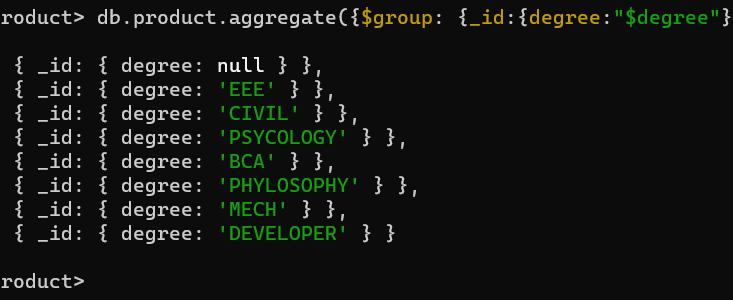 roduct> db.product.aggregate({$group: {_id:{degree:"$degree"}
{ _id: { degree: null } },
{ _id: { degree: 'EEE' } },
{ _id: { degree: 'CIVIL' } },
{ _id: { degree: 'PSYCOLOGY' } },
{ _id: { degree: 'BCA' } },
{ _id: { degree: 'PHYLOSOPHY' } },
{ _id: { degree: 'MECH' } },
{ _id: { degree: 'DEVELOPER' } }
roduct>